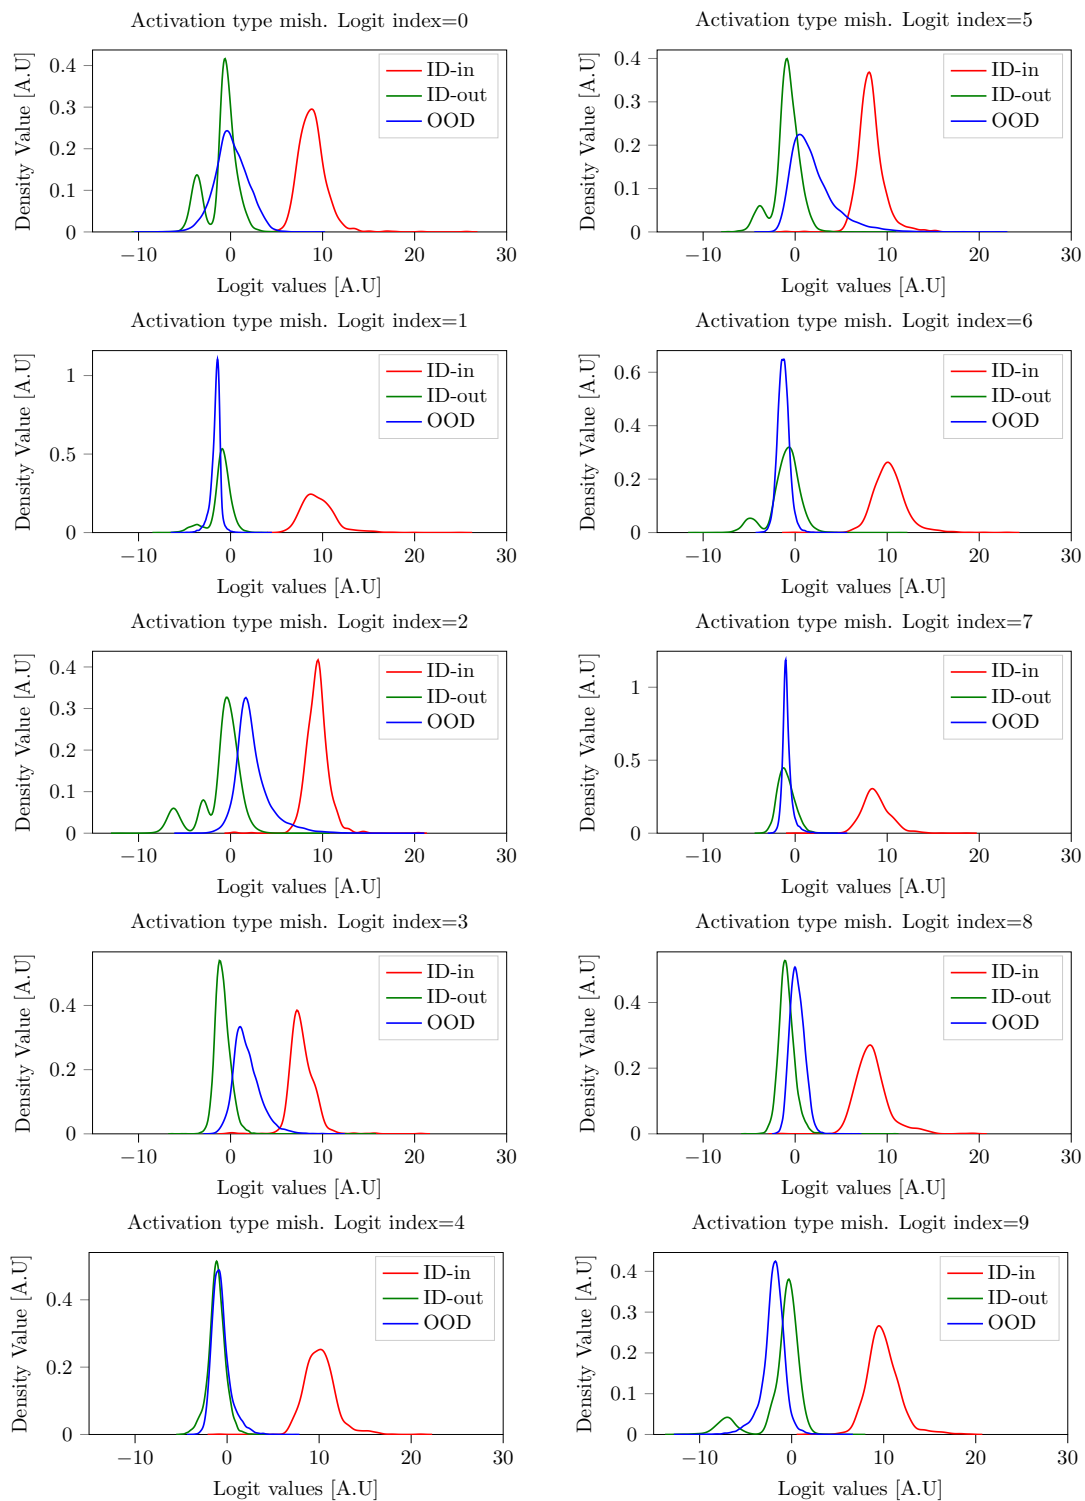 Activation type mish. Logit index=0
Density Value [A.U]
0.4
0.3
0.2
0.1
0
ID-in
ID-out
OOD
−10 0 10 20 30
Logit values [A.U]
Activation type mish. Logit index=5
Density Value [A.U]
0.4
0.3
0.2
0.1
0
ID-in
ID-out
OOD
−10 0 10 20 30
Logit values [A.U]
Activation type mish. Logit index=1
Density Value [A.U]
1
0.5
0
ID-in
ID-out
OOD
−10 0 10 20 30
Logit values [A.U]
Activation type mish. Logit index=6
Density Value [A.U]
0.6
0.4
0.2
0
ID-in
ID-out
OOD
−10 0 10 20 30
Logit values [A.U]
Activation type mish. Logit index=2
Density Value [A.U]
0.4
0.3
0.2
0.1
0
ID-in
ID-out
OOD
−10 0 10 20 30
Logit values [A.U]
Activation type mish. Logit index=7
Density Value [A.U]
1
0.5
0
ID-in
ID-out
OOD
−10 0 10 20 30
Logit values [A.U]
Activation type mish. Logit index=3
Density Value [A.U]
0.4
0.2
0
ID-in
ID-out
OOD
−10 0 10 20 30
Logit values [A.U]
Activation type mish. Logit index=8
Density Value [A.U]
0.4
0.2
0
ID-in
ID-out
OOD
−10 0 10 20 30
Logit values [A.U]
Activation type mish. Logit index=4
Density Value [A.U]
0.4
0.2
0
ID-in
ID-out
OOD
−10 0 10 20 30
Logit values [A.U]
Activation type mish. Logit index=9
Density Value [A.U]
0.4
0.3
0.2
0.1
0
ID-in
ID-out
OOD
−10 0 10 20 30
Logit values [A.U]